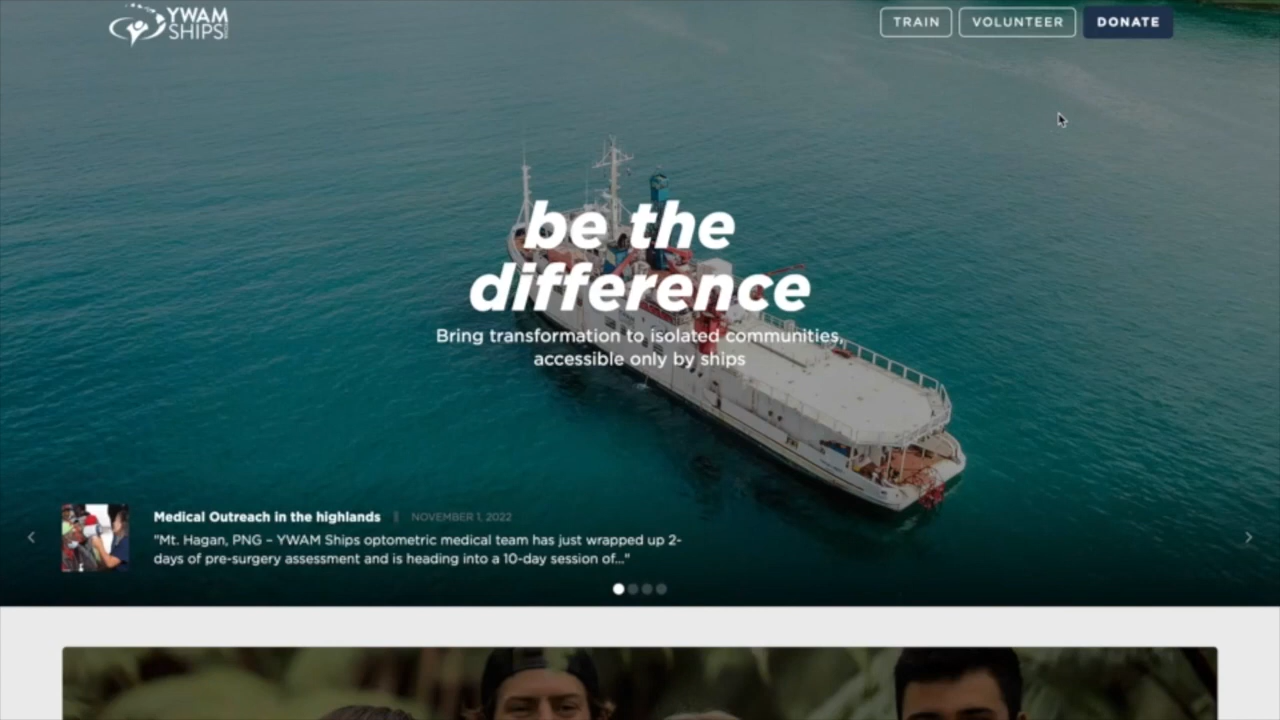 YWAM
SHIPS
TRAIN
VOLUNTEER
DONATE
be the
difference
Bring transformation to isolated communities,
accessible only by ships
Medical Outreach in the highlands || NOVEMBER 1, 2022
"Mt. Hagan, PNG – YWAM Ships optometric medical team has just wrapped up 2-
days of pre-surgery assessment and is heading into a 10-day session of..."